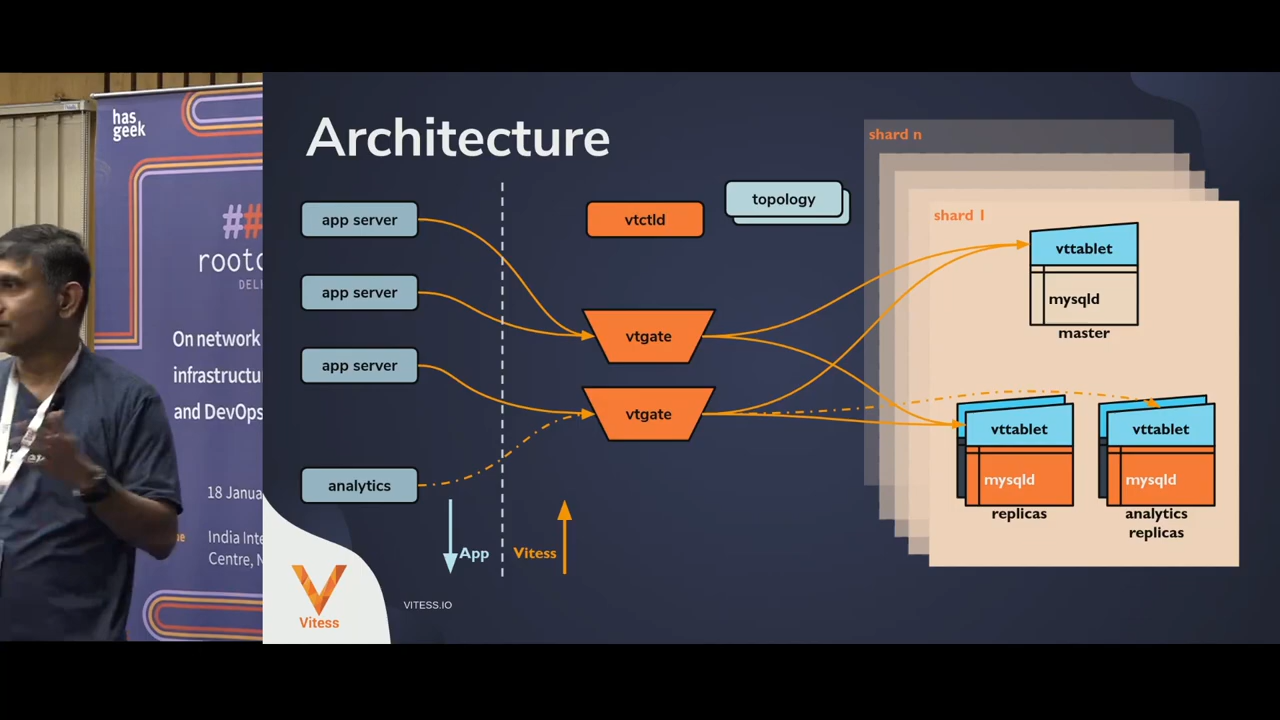 has
geek
##
On network
infrastructu
and DevOps
18 Janua
India Inte
Centre, N
Architecture
app server
app server
app server
analytics
App
Vitess
vtctld
topology
vtgate
vtgate
shard n
shard 1
vttablet
mysqld
master
vttablet
mysqld
replicas
vttablet
mysqld
analytics
replicas
Vitess
VITESS.IO